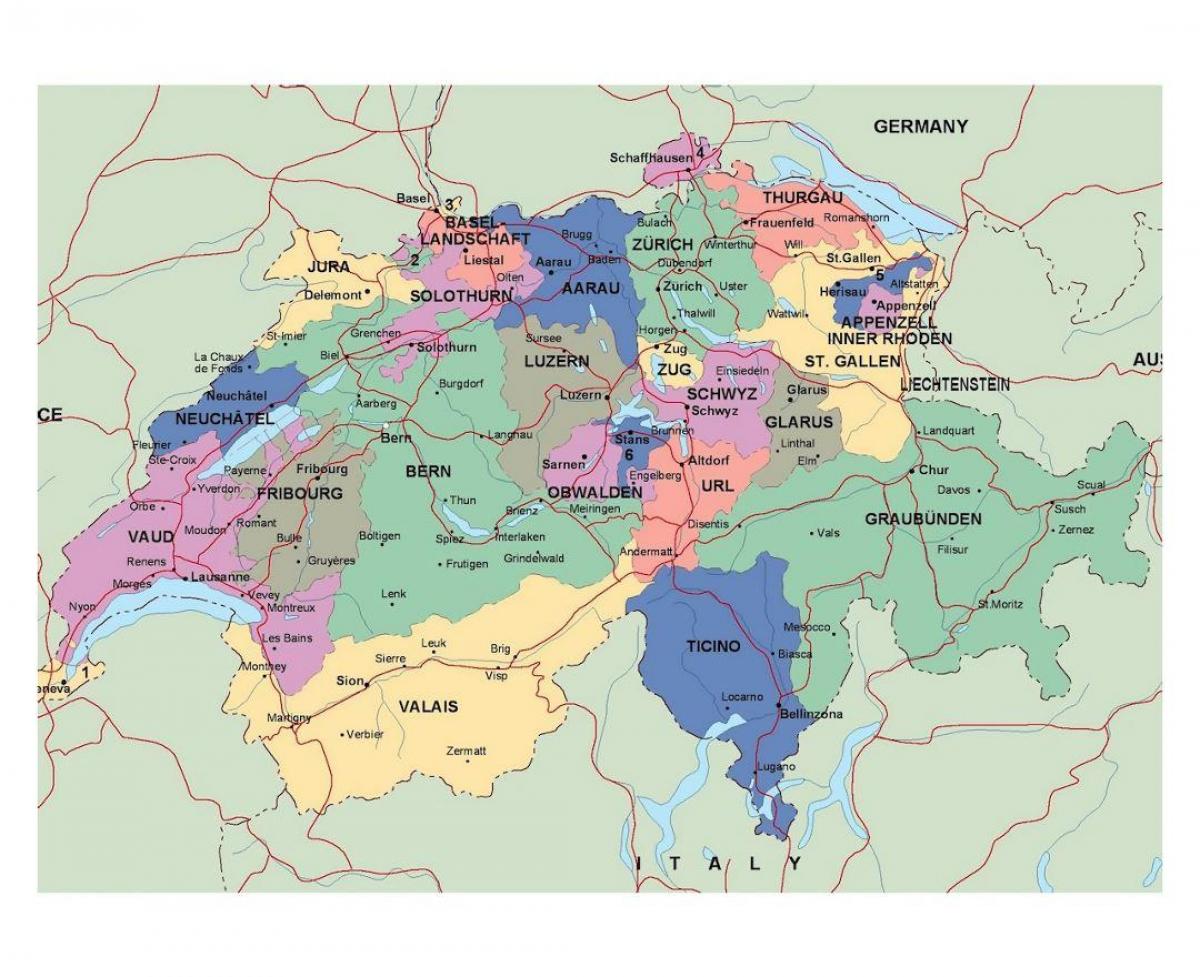 GERMANY
Schaffhausen
4
THURGAU
Basel
3
BASEL-
LANDSCHAFT
Frauenfeld
Romanshorn
Bulach
Brugg
ZÜRICH
Winterthur
Will
St.Gallen
2
Liestal
Aarau
Baden
Dubendorf
5
JURA
Olten
AARAU
Zürich
Uster
Herisau
Altstatten
Delemont
SOLOTHURN
Appenzell
Thalwill
Wattwil
APPENZELL
INNER RHODEN
St-Imier
Grenchen
Horgen
Sursee
Solothurn
Zug
La Chaux
de Fonds
Biel
LUZERN
ZUG
ST. GALLEN
AUS
Einsiedeln
LIECHTENSTEIN
Burgdorf
SCHWYZ
Glarus
Neuchâtel
Aarberg
Luzern
Schwyz
CE
NEUCHÂTEL
GLARUS
Brunnen
Landquart
Fleurier
Bern
Langnau
Stans
Linthal
6
Ste-Croix
Sarnen
Altdorf
Elm
Payerne
Fribourg
BERN
Engelberg
Chur
Yverdon
FRIBOURG
OBWALDEN
URL
Davos
Scual
Orbe
Thun
Brienz
Meiringen
Susch
Moudon
Romant
Disentis
GRAUBÜNDEN
Zernez
VAUD
Bulle
Boltigen
Spiez
Interlaken
Vals
Filisur
Renens
Gruyères
Frutigen
Grindelwald
Andermatt
Morges
Lausanne
Vevey
Lenk
Nyon
Montreux
St.Moritz
Les Bains
Leuk
Mesocco
Monthey
Sierre
Brig
TICINO
Biasca
1
Sion
Visp
eneva
VALAIS
Locarno
Martigny
Bellinzona
Verbier
Zermatt
Lugano
ITALY